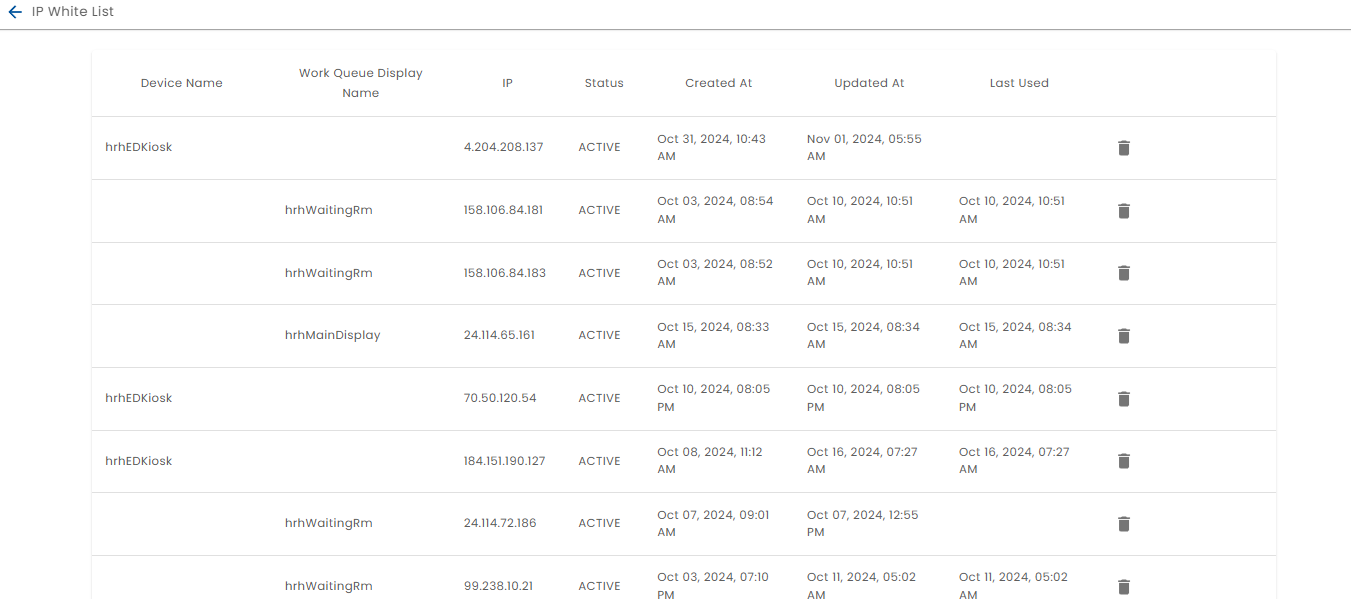 IP White List
Device Name Work Queue Display Name IP Status Created At Updated At Last Used
hrhEDKiosk 4.204.208.137 ACTIVE Oct 31, 2024, 10:43 AM Nov 01, 2024, 05:55 AM
hrhWaitingRm 158.106.84.181 ACTIVE Oct 03, 2024, 08:54 AM Oct 10, 2024, 10:51 AM Oct 10, 2024, 10:51 AM
hrhWaitingRm 158.106.84.183 ACTIVE Oct 03, 2024, 08:52 AM Oct 10, 2024, 10:51 AM Oct 10, 2024, 10:51 AM
hrhMainDisplay 24.114.65.161 ACTIVE Oct 15, 2024, 08:33 AM Oct 15, 2024, 08:34 AM Oct 15, 2024, 08:34 AM
hrhEDKiosk 70.50.120.54 ACTIVE Oct 10, 2024, 08:05 PM Oct 10, 2024, 08:05 PM Oct 10, 2024, 08:05 PM
hrhEDKiosk 184.151.190.127 ACTIVE Oct 08, 2024, 11:12 AM Oct 16, 2024, 07:27 AM Oct 16, 2024, 07:27 AM
hrhWaitingRm 24.114.72.186 ACTIVE Oct 07, 2024, 09:01 AM Oct 07, 2024, 12:55 PM
hrhWaitingRm 99.238.10.21 ACTIVE Oct 03, 2024, 07:10 PM Oct 11, 2024, 05:02 AM Oct 11, 2024, 05:02 AM